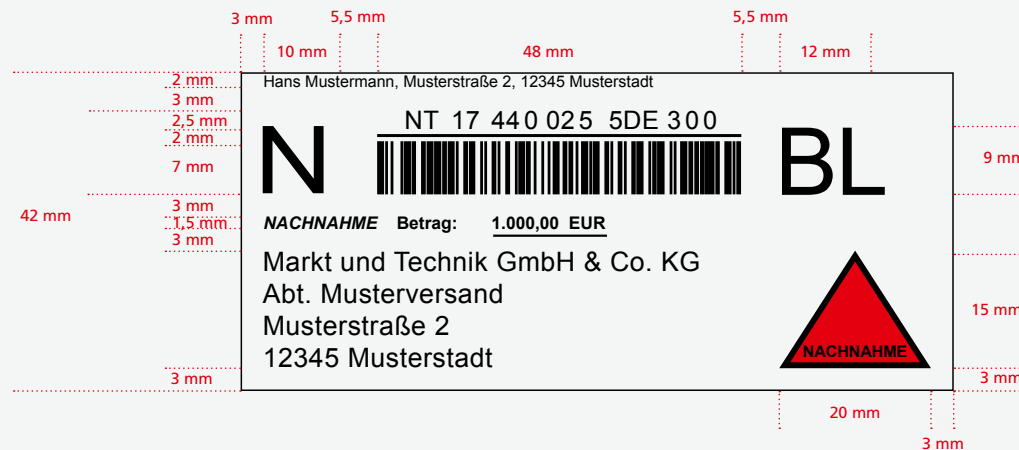 3 mm
5,5 mm
5,5 mm
10 mm
48 mm
12 mm
2 mm
3 mm
2,5 mm
2 mm
7 mm
3 mm
1,5 mm
3 mm
3 mm
42 mm
Hans Mustermann, Musterstraße 2, 12345 Musterstadt
NT 17 440 025 5DE 300
N
BL
NACHNAHME Betrag: 1.000,00 EUR
Markt und Technik GmbH & Co. KG
Abt. Musterversand
Musterstraße 2
12345 Musterstadt
NACHNAHME
9 mm
15 mm
3 mm
20 mm
3 mm